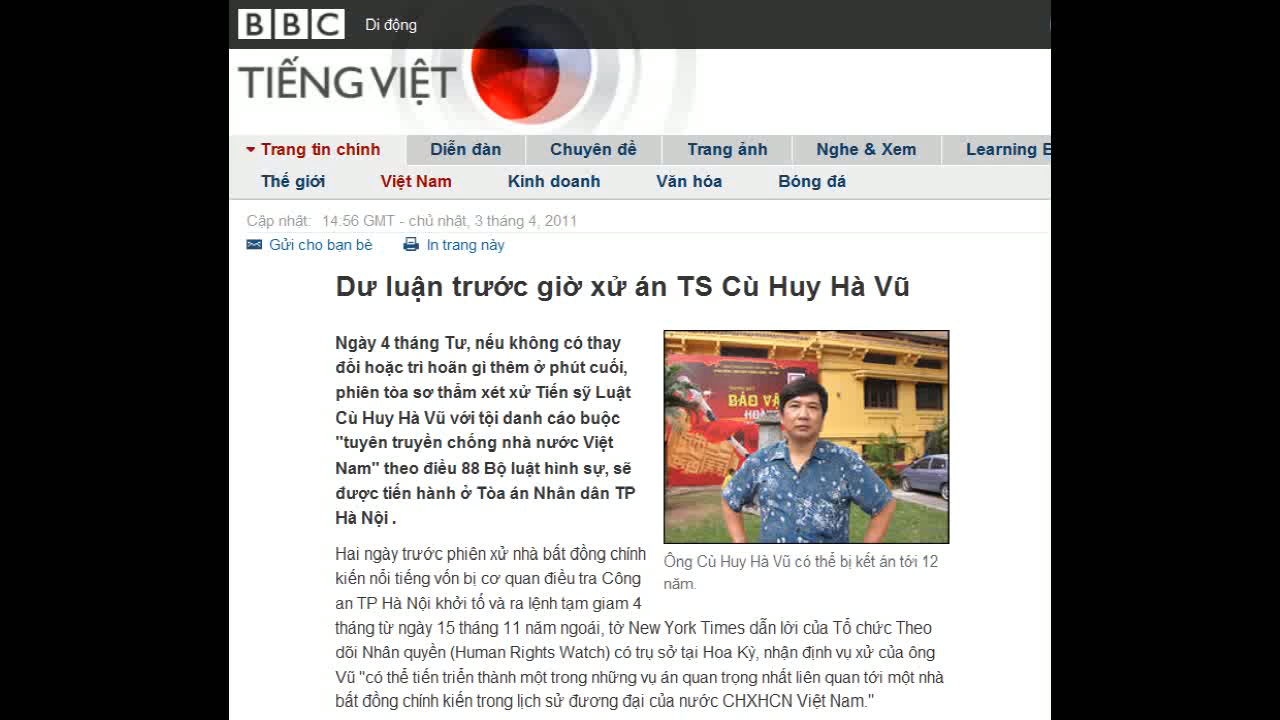 BBC Di động
TIẾNG VIỆT
Trang tin chính Diễn đàn Chuyên đề Trang ảnh Nghe & Xem Learning E
Thế giới Việt Nam Kinh doanh Văn hóa Bóng đá
Cập nhật: 14:56 GMT - chủ nhật, 3 tháng 4, 2011
Gửi cho bạn bè In trang này
Dư luận trước giờ xử án TS Cù Huy Hà Vũ
Ngày 4 tháng Tư, nếu không có thay
đổi hoặc trì hoãn gì thêm ở phút cuối,
phiên tòa sơ thẩm xét xử Tiến sỹ Luật
Cù Huy Hà Vũ với tội danh cáo buộc
"tuyên truyền chống nhà nước Việt
Nam" theo điều 88 Bộ luật hình sự, sẽ
được tiến hành ở Tòa án Nhân dân TP
Hà Nội .
BẢO VẬ
Ông Cù Huy Hà Vũ có thể bị kết án tới 12
năm.
Hai ngày trước phiên xử nhà bất đồng chính
kiến nổi tiếng vốn bị cơ quan điều tra Công
an TP Hà Nội khởi tố và ra lệnh tạm giam 4
tháng từ ngày 15 tháng 11 năm ngoái, tờ New York Times dẫn lời của Tổ chức Theo
dõi Nhân quyền (Human Rights Watch) có trụ sở tại Hoa Kỳ, nhận định vụ xử của ông
Vũ "có thể tiến triển thành một trong những vụ án quan trọng nhất liên quan tới một nhà
bất đồng chính kiến trong lịch sử đương đại của nước CHXHCN Việt Nam."